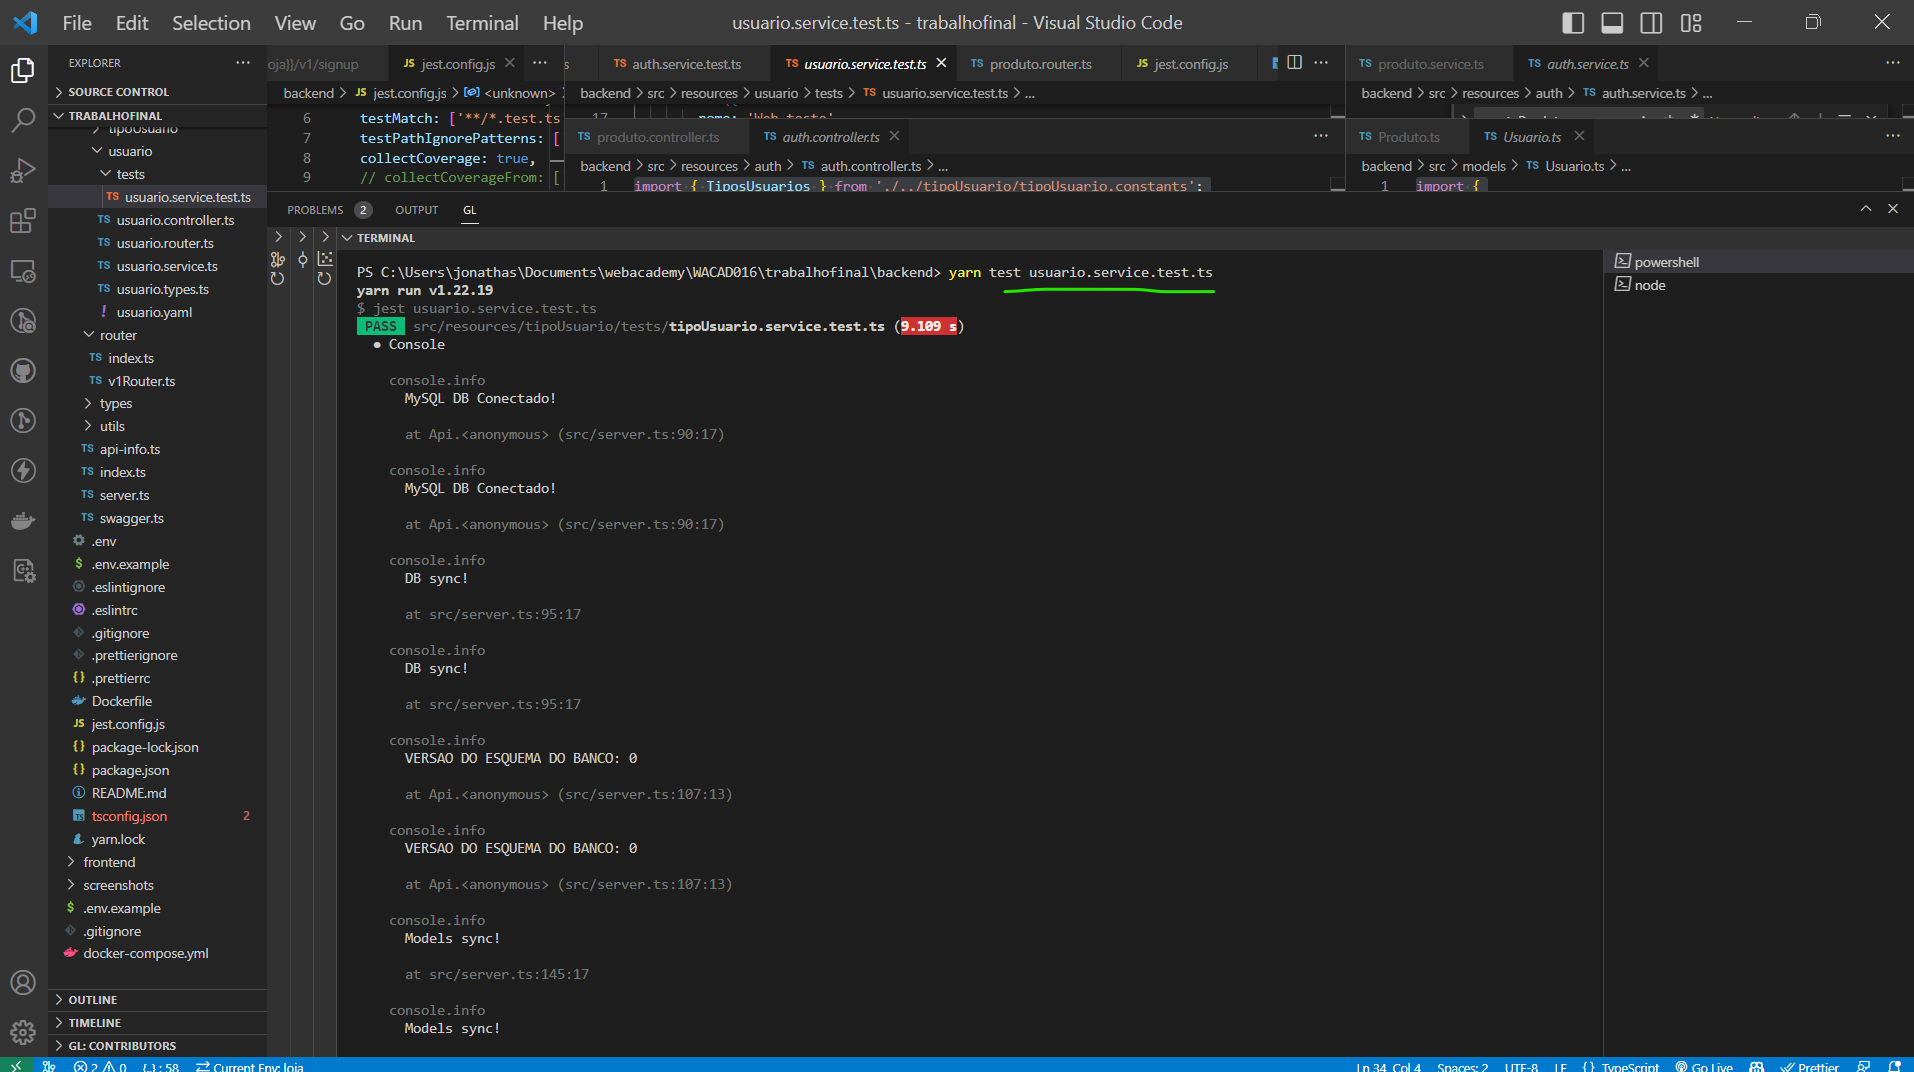 File Edit Selection View Go Run Terminal Help
usuario.service.test.ts - trabalhofinal - Visual Studio Code
EXPLORER ...
SOURCE CONTROL
TRABALHOFINAL
tipoUsuario
usuario
tests
TS usuario.service.test.ts
TS usuario.controller.ts
TS usuario.router.ts
TS usuario.service.ts
TS usuario.types.ts
! usuario.yaml
router
TS index.ts
TS v1Router.ts
types
utils
TS api-info.ts
TS index.ts
TS server.ts
TS swagger.ts
.env
$ .env.example
.eslintignore
.eslintrc
.gitignore
.prettierignore
{} .prettierrc
Dockerfile
JS jest.config.js
{} package-lock.json
{} package.json
README.md
TS tsconfig.json 2
yarn.lock
frontend
screenshots
$ .env.example
.gitignore
docker-compose.yml
OUTLINE
TIMELINE
GL: CONTRIBUTORS
oja}}/v1/signup JS jest.config.js ...
backend > JS jest.config.js > <unknown>
6 testMatch: ['**/*.test.ts
7 testPathIgnorePatterns: [
8 collectCoverage: true,
9 // collectCoverageFrom: [
s TS auth.service.test.ts TS usuario.service.test.ts TS produto.router.ts JS jest.config.js ...
backend > src > resources > usuario > tests > TS usuario.service.test.ts > ...
TS produto.controller.ts TS auth.controller.ts ...
backend > src > resources > auth > TS auth.controller.ts > ...
1 import { TiposUsuarios } from './../tipoUsuario/tipoUsuario.constants';
TS produto.service.ts TS auth.service.ts ...
backend > src > resources > auth > TS auth.service.ts > ...
TS Produto.ts TS Usuario.ts ...
backend > src > models > TS Usuario.ts > ...
1 import {
PROBLEMS 2 OUTPUT GL
TERMINAL
PS C:\Users\jonathas\Documents\webacademy\WACAD016\trabalhofinal\backend> yarn test usuario.service.test.ts
yarn run v1.22.19
$ jest usuario.service.test.ts
PASS src/resources/tipoUsuario/tests/tipoUsuario.service.test.ts (9.109 s)
● Console
console.info
MySQL DB Conectado!
at Api.<anonymous> (src/server.ts:90:17)
console.info
MySQL DB Conectado!
at Api.<anonymous> (src/server.ts:90:17)
console.info
DB sync!
at src/server.ts:95:17
console.info
DB sync!
at src/server.ts:95:17
console.info
VERSAO DO ESQUEMA DO BANCO: 0
at Api.<anonymous> (src/server.ts:107:13)
console.info
VERSAO DO ESQUEMA DO BANCO: 0
at Api.<anonymous> (src/server.ts:107:13)
console.info
Models sync!
at src/server.ts:145:17
console.info
Models sync!
powershell
node
2 0 {..} : 58 Current Env: loja Ln 34, Col 4 Spaces: 2 UTF-8 LF {} TypeScript Go Live Prettier